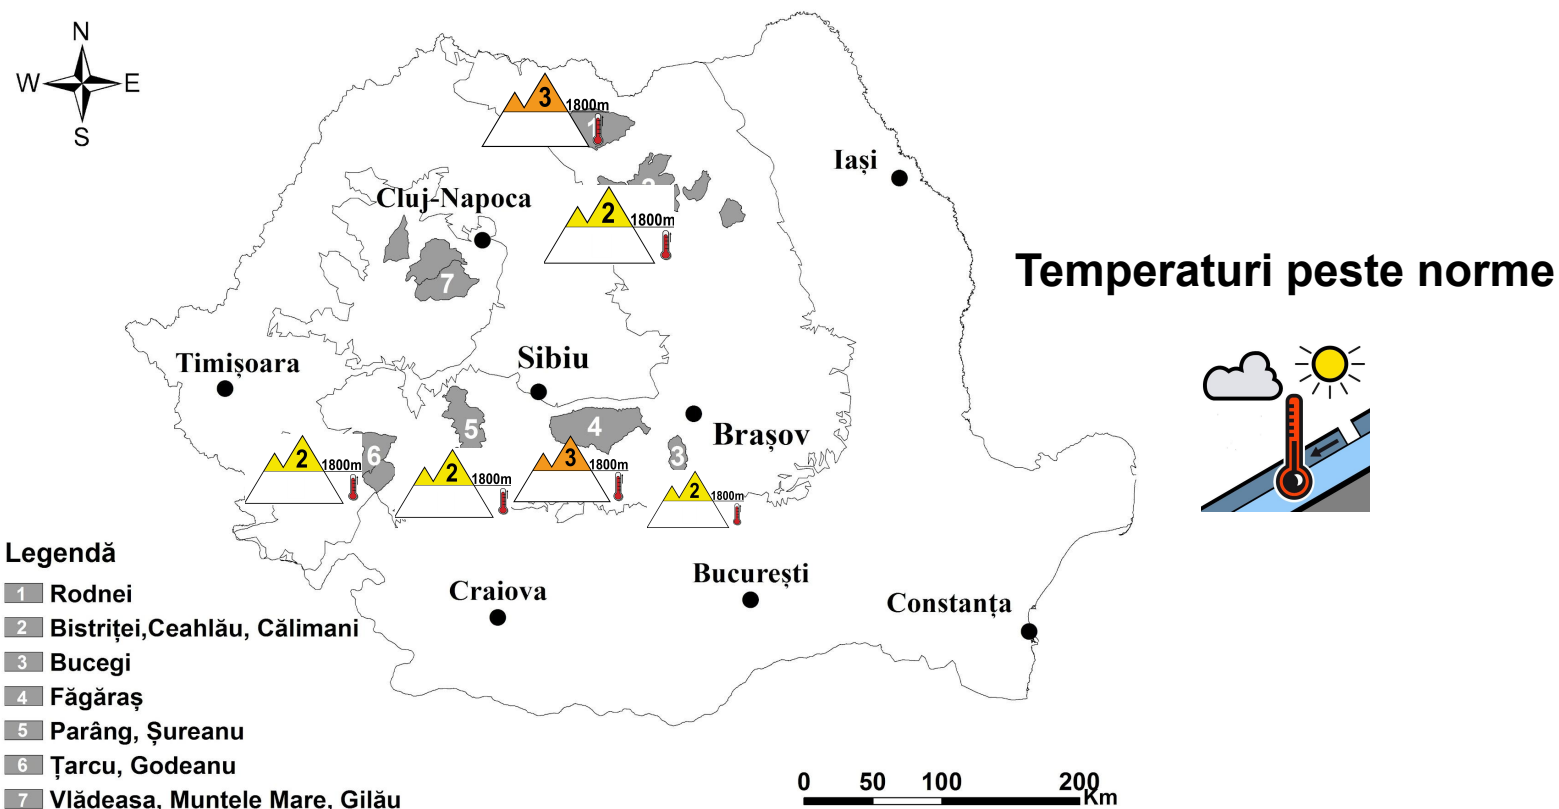 N
W E
S
3
1800m
1
Iași
Cluj-Napoca
2
1800m
7
Temperaturi peste norme
Timișoara
Sibiu
5
4
Brașov
6
3
2
1800m
2
1800m
3
1800m
2
1800m
Legendă
1 Rodnei
2 Bistriței,Ceahlău, Călimani
3 Bucegi
4 Făgăraș
5 Parâng, Șureanu
6 Țarcu, Godeanu
7 Vlădeasa, Muntele Mare, Gilău
Craiova
București
Constanța
0 50 100 200
Km